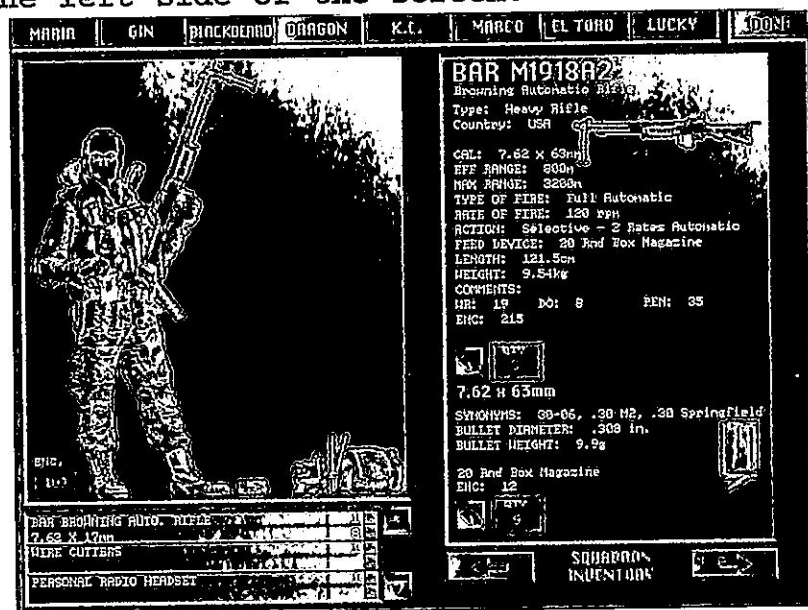 the left side of the screen.
MARIA GIN BLACKBEARD DRAGON K.C. MARCO EL TORO LUCKY DONE
BAR M1918A2
Browning Automatic Rifle
Type: Heavy Rifle
Country: USA
CAL: 7.62 x 63mm
EFF RANGE: 800m
MAX RANGE: 3200m
TYPE OF FIRE: Full Automatic
RATE OF FIRE: 120 rpm
ACTION: Selective - 2 Rates Automatic
FEED DEVICE: 20 Rnd Box Magazine
LENGTH: 121.5cm
WEIGHT: 9.54kg
COMMENTS:
WR: 19 DO: 8 PEN: 35
ENC: 215
QTY
7.62 x 63mm
SYNONYMS: 30-06, .30 M2, .30 Springfield
BULLET DIAMETER: .308 in.
BULLET WEIGHT: 9.9g
20 Rnd Box Magazine
ENC: 12
QTY
ENC.
BAR BROWNING AUTO. RIFLE 1
7.62 X 17mm 8
WIRE CUTTERS
PERSONAL RADIO HEADSET
SQUADRON
INVENTORY